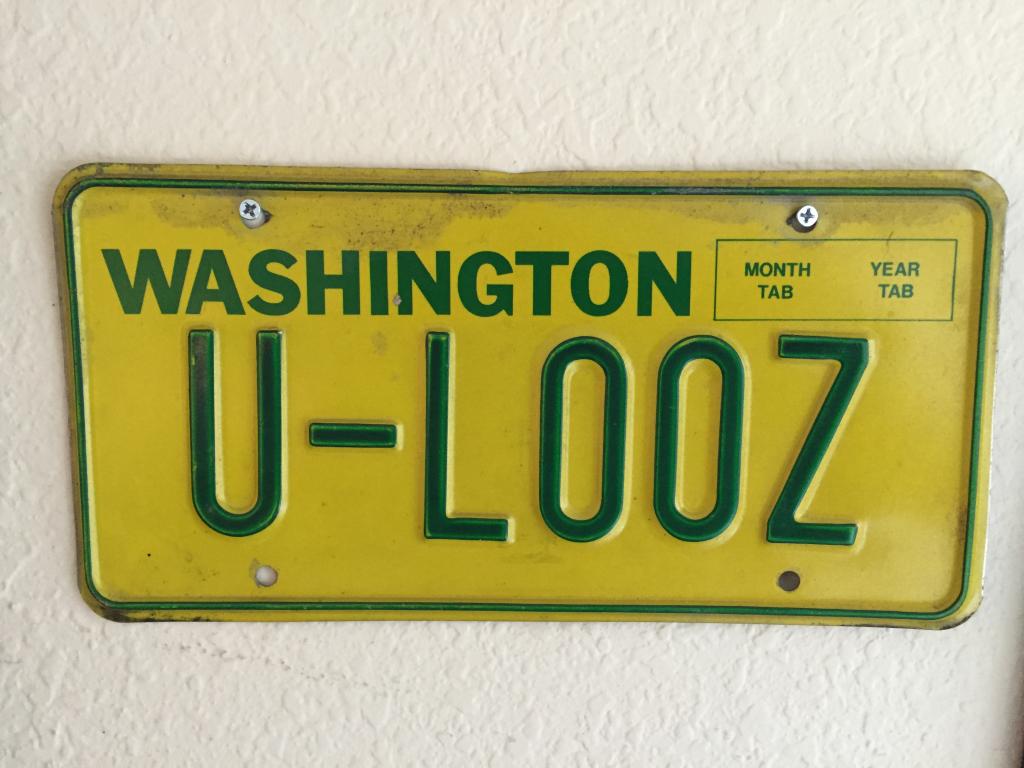 WASHINGTON
MONTH TAB
YEAR TAB
U-LOOZ